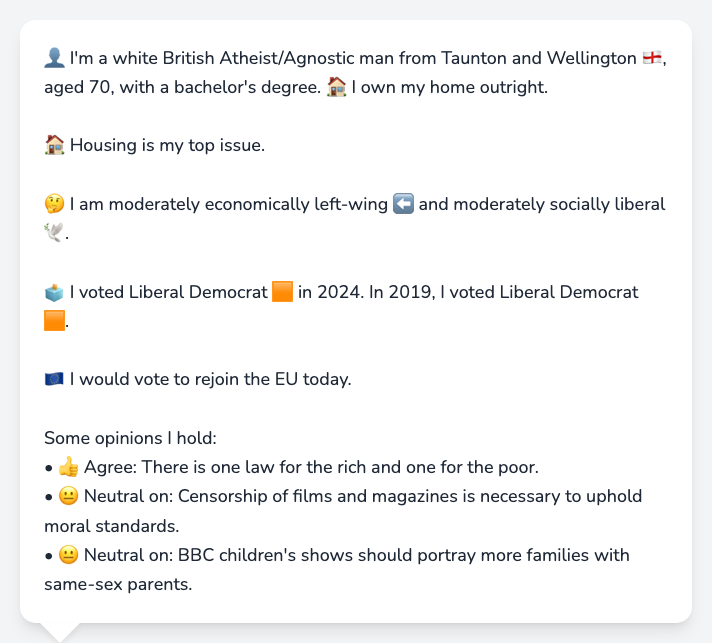 👤 I'm a white British Atheist/Agnostic man from Taunton and Wellington 🏴󠁧󠁢󠁥󠁮󠁧󠁿,
aged 70, with a bachelor's degree. 🏠 I own my home outright.
🏠 Housing is my top issue.
🤔 I am moderately economically left-wing ⬅️ and moderately socially liberal
🕊️.
🗳️ I voted Liberal Democrat 🟧 in 2024. In 2019, I voted Liberal Democrat
🟧.
🇪🇺 I would vote to rejoin the EU today.
Some opinions I hold:
• 👍 Agree: There is one law for the rich and one for the poor.
• 😐 Neutral on: Censorship of films and magazines is necessary to uphold
moral standards.
• 😐 Neutral on: BBC children's shows should portray more families with
same-sex parents.